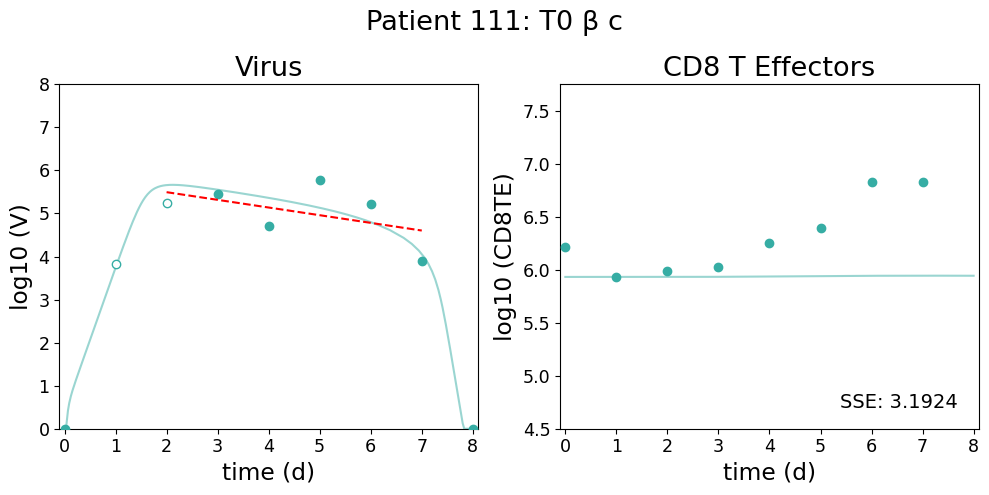 Patient 111: T0 β c
Virus
CD8 T Effectors
log10 (V)
8
7
6
5
4
3
2
1
0
0 1 2 3 4 5 6 7 8
time (d)
log10 (CD8TE)
7.5
7.0
6.5
6.0
5.5
5.0
4.5
SSE: 3.1924
0 1 2 3 4 5 6 7 8
time (d)